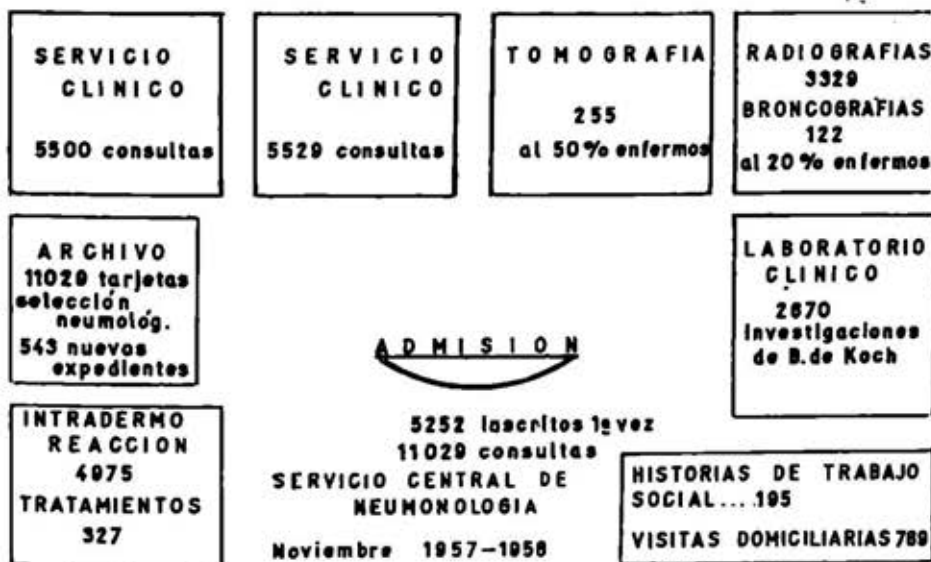 SERVICIO
CLINICO
5500 consultas
SERVICIO
CLINICO
5529 consultas
TOMOGRAFIA
255
al 50% enfermos
RADIOGRAFIAS
3329
BRONCOGRAFIAS
122
al 20% enfermos
ARCHIVO
11029 tarjetas
selección
neumológ.
543 nuevos
expedientes
ADMISION
LABORATORIO
CLINICO
2670
Investigaciones
de B. de Koch
INTRADERMO
REACCION
4975
TRATAMIENTOS
327
5252 Inscritos 1ª vez
11029 consultas
SERVICIO CENTRAL DE
NEUMONOLOGIA
Noviembre 1957-1958
HISTORIAS DE TRABAJO
SOCIAL....195
VISITAS DOMICILIARIAS 789